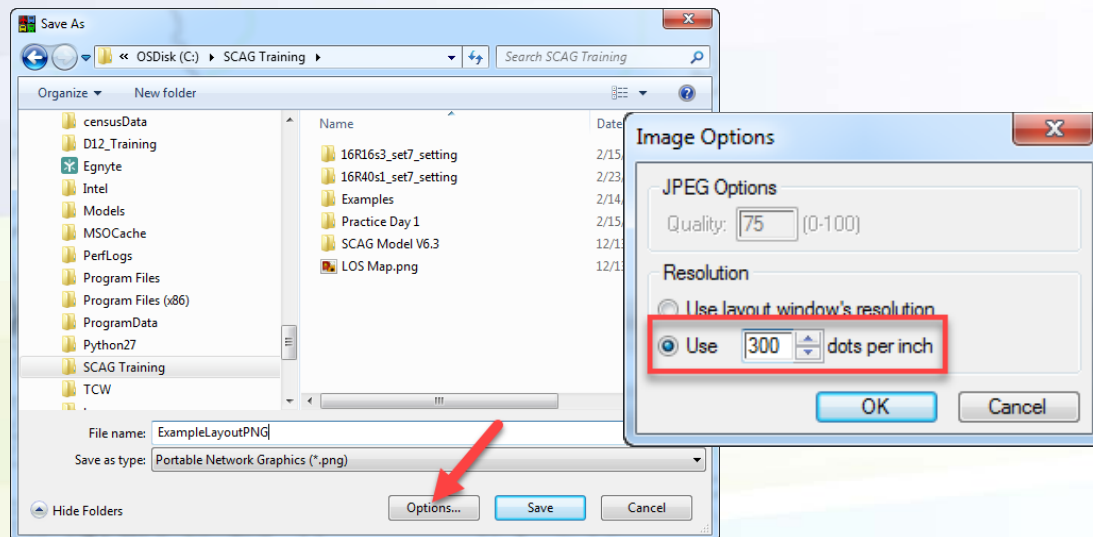 Save As
« OSDisk (C:) ▸ SCAG Training ▸
Search SCAG Training
Organize
New folder
censusData
D12_Training
Egnyte
Intel
Models
MSOCache
PerfLogs
Program Files
Program Files (x86)
ProgramData
Python27
SCAG Training
TCW
Name
Date
16R16s3_set7_setting
2/15/
16R40s1_set7_setting
2/23,
Examples
2/14,
Practice Day 1
2/15/
SCAG Model V6.3
12/1
LOS Map.png
12/1
File name: ExampleLayoutPNG
Save as type: Portable Network Graphics (*.png)
Hide Folders
Options...
Save
Cancel
Image Options
JPEG Options
Quality: 75 (0-100)
Resolution
Use layout window's resolution
Use 300 dots per inch
OK
Cancel